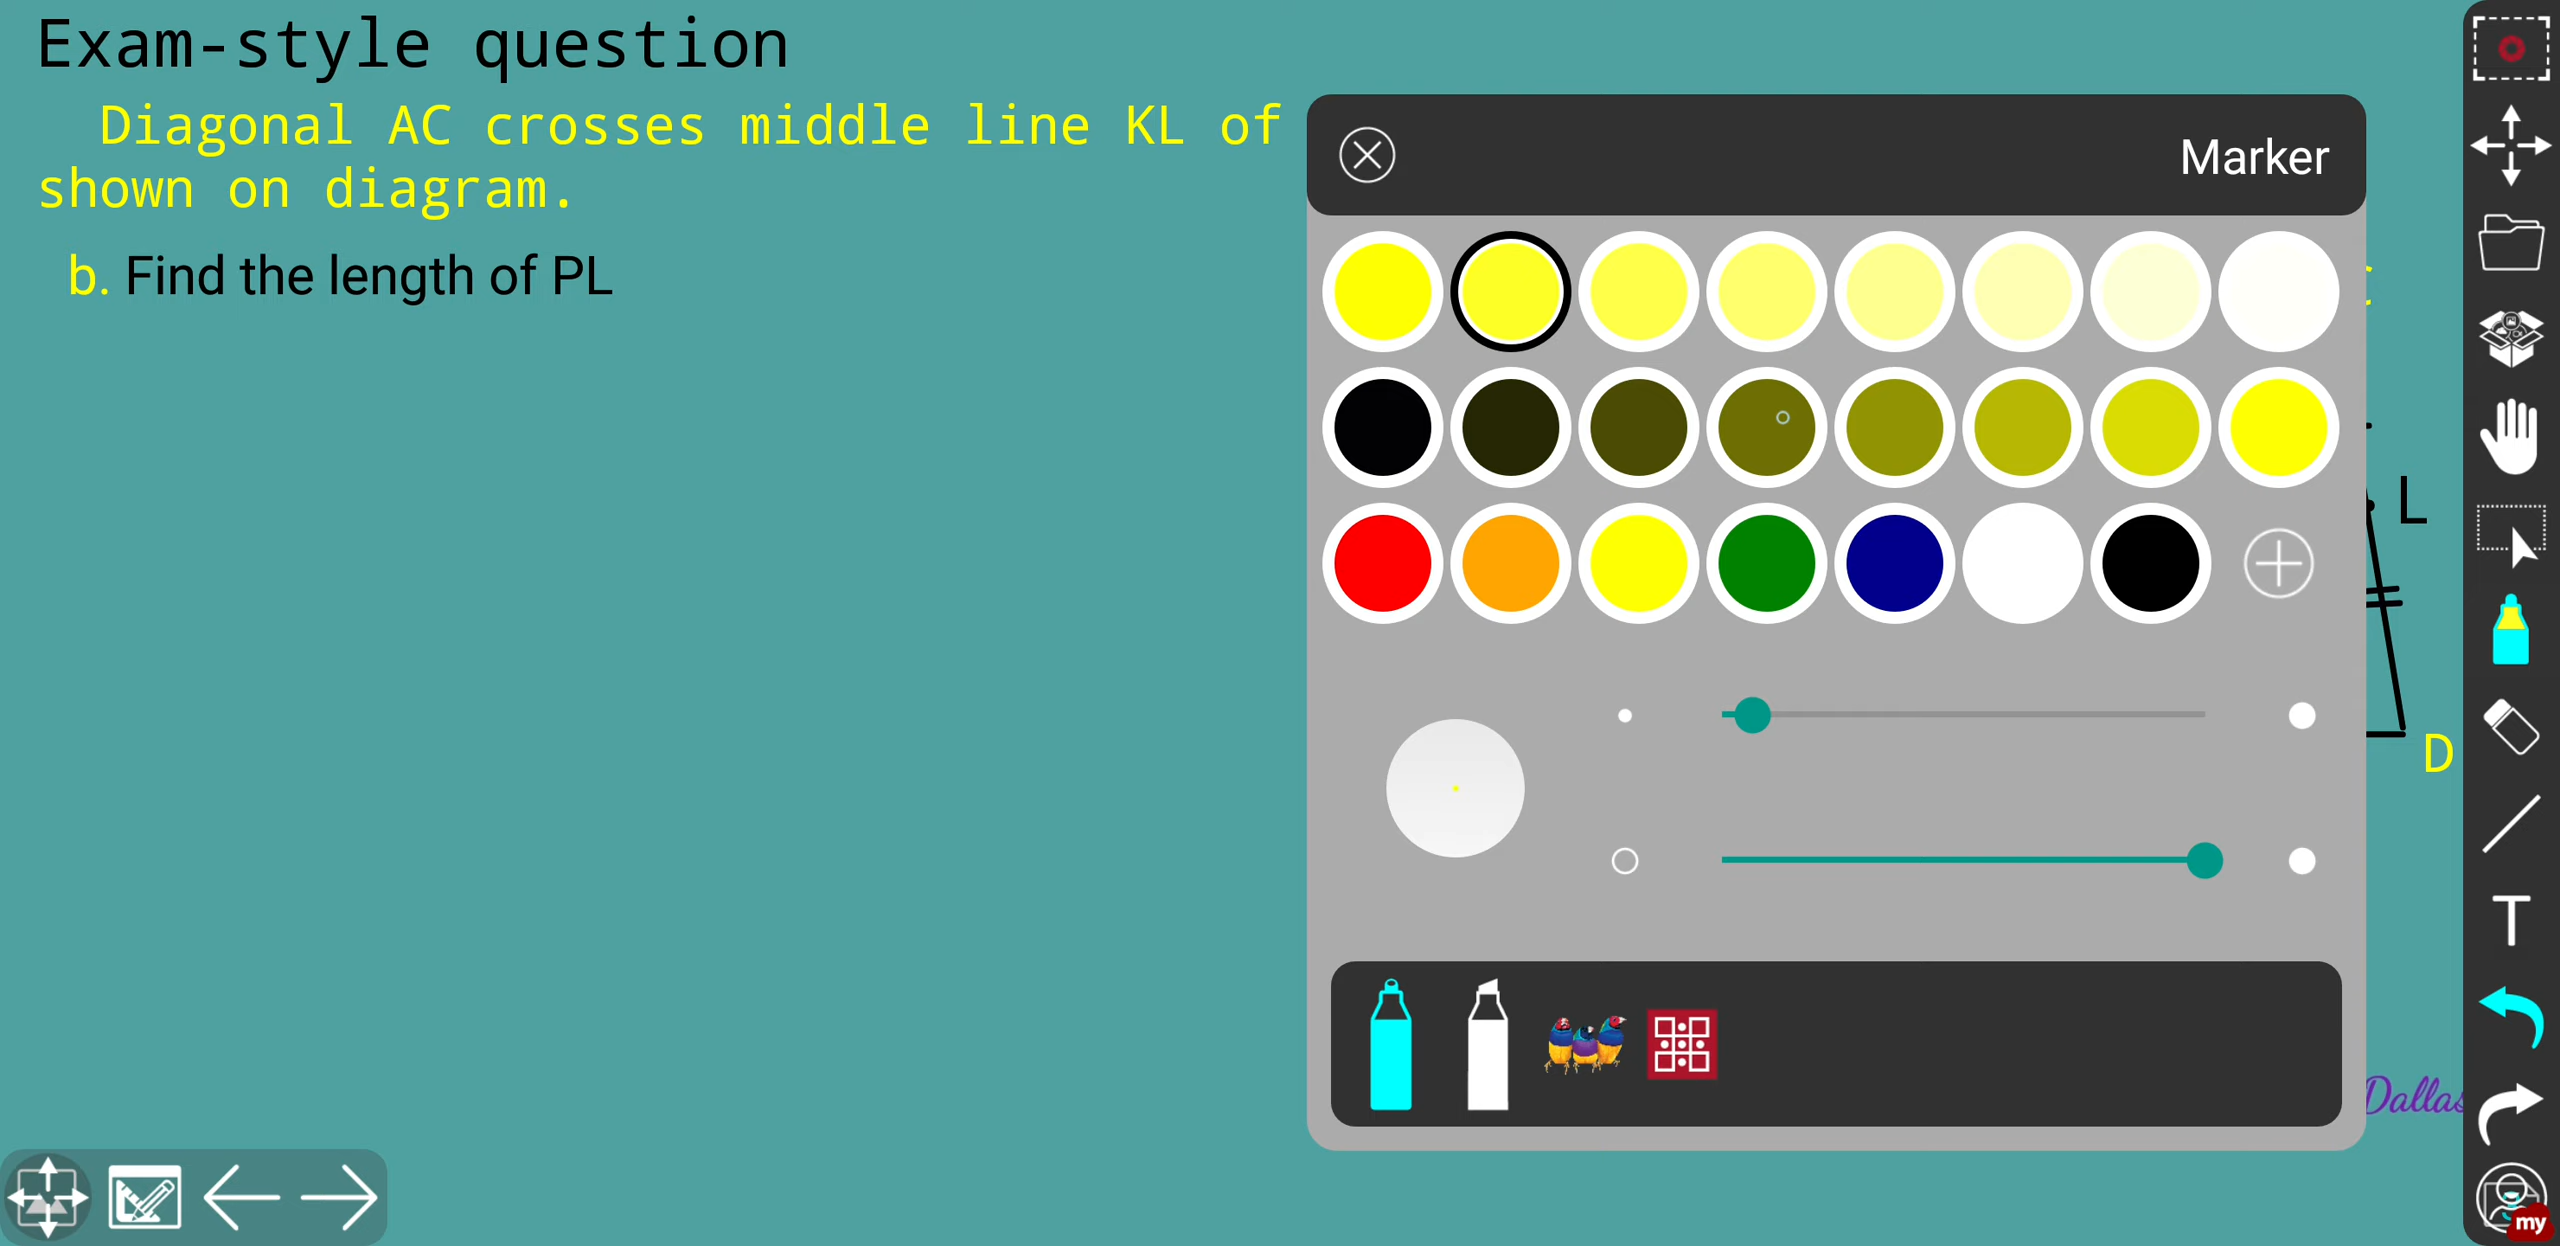 Exam-style question
Diagonal AC crosses middle line KL of
shown on diagram.
b. Find the length of PL
Marker
L
D
T
Dallas
my